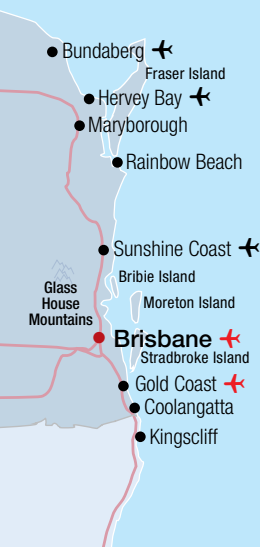 Bundaberg
Fraser Island
Hervey Bay
Maryborough
Rainbow Beach
Sunshine Coast
Bribie Island
Glass
House
Mountains
Moreton Island
Brisbane
Stradbroke Island
Gold Coast
Coolangatta
Kingscliff